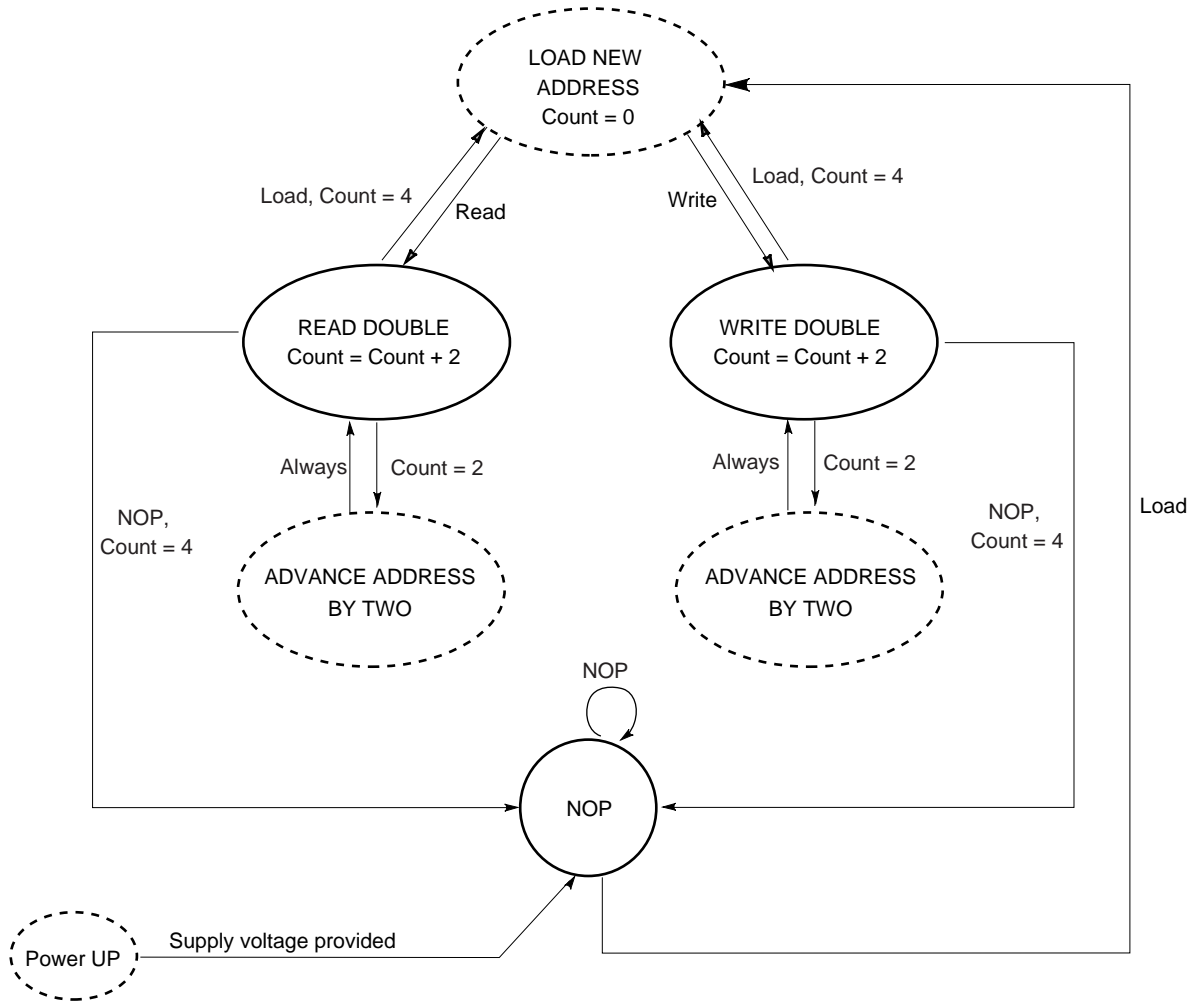 LOAD NEW
ADDRESS
Count = 0
Load, Count = 4
Read
Write
Load, Count = 4
READ DOUBLE
Count = Count + 2
WRITE DOUBLE
Count = Count + 2
Always
Count = 2
Always
Count = 2
NOP,
Count = 4
NOP,
Count = 4
Load
ADVANCE ADDRESS
BY TWO
ADVANCE ADDRESS
BY TWO
NOP
NOP
Supply voltage provided
Power UP